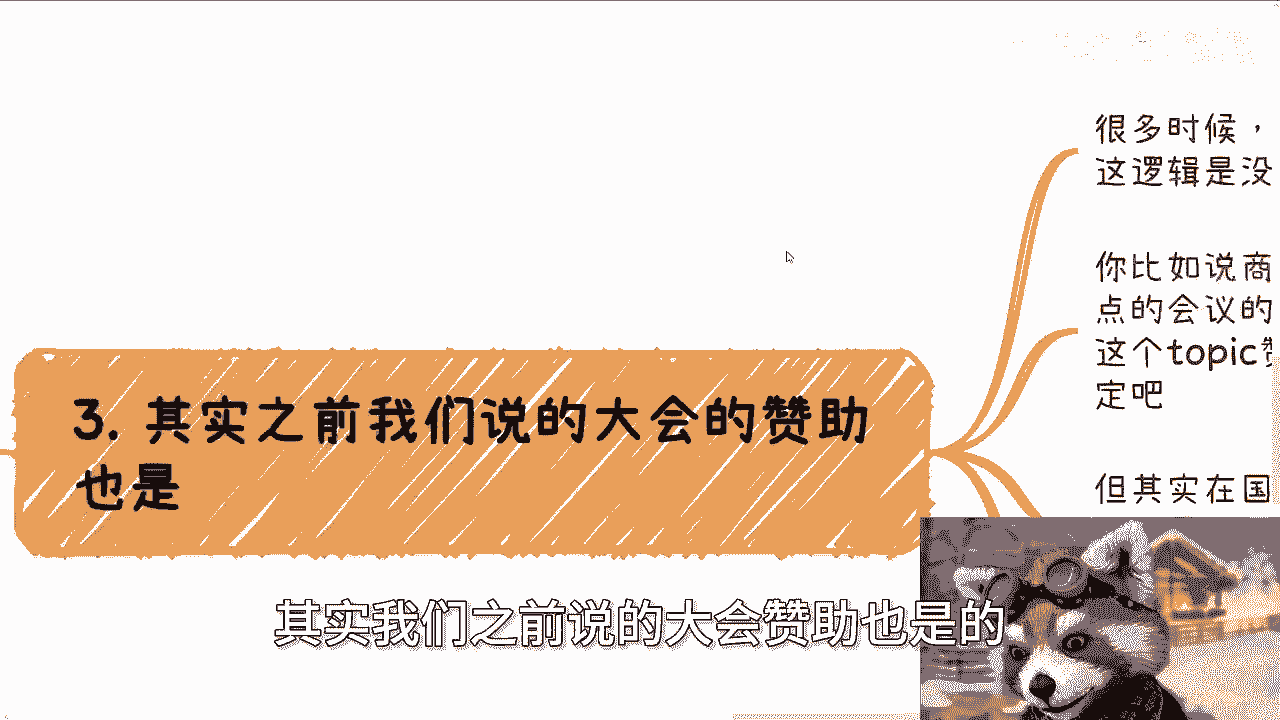 很多时候，
这逻辑是没
你比如说商
点的会议的
这个topic
定吧
3. 其实之前我们说的大会的赞助
也是
但其实在国
其实我们之前说的大会赞助也是的